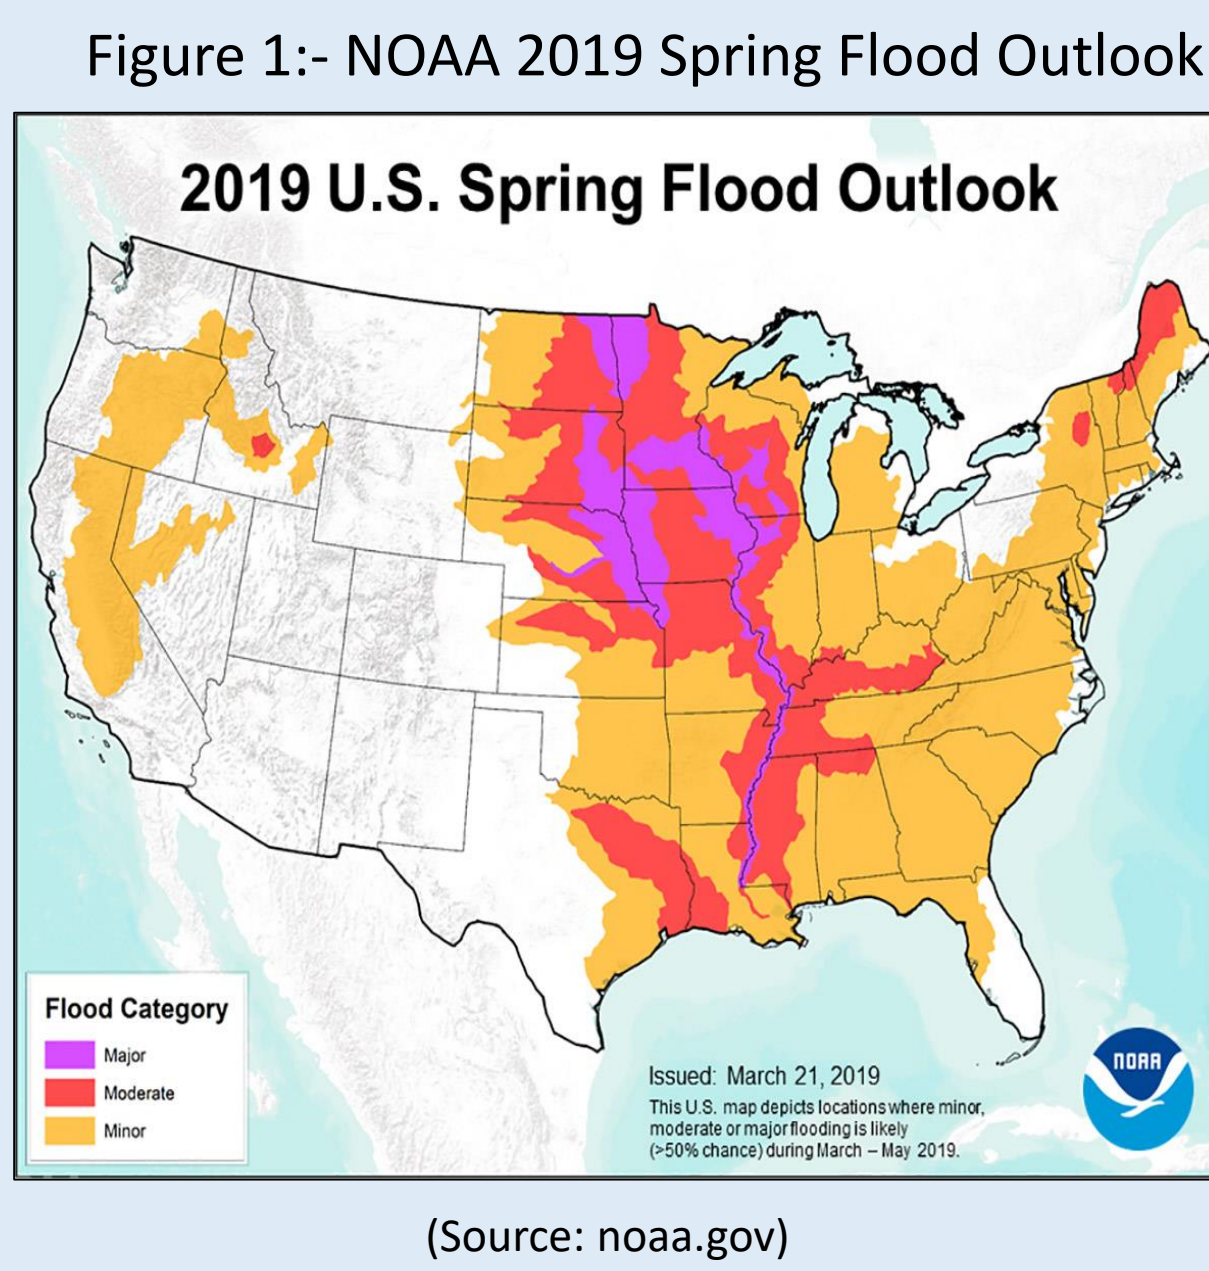 Figure 1:- NOAA 2019 Spring Flood Outlook
2019 U.S. Spring Flood Outlook
Flood Category
Major
Moderate
Minor
Issued: March 21, 2019
This U.S. map depicts locations where minor,
moderate or major flooding is likely
(>50% chance) during March – May 2019.
NOAA
(Source: noaa.gov)